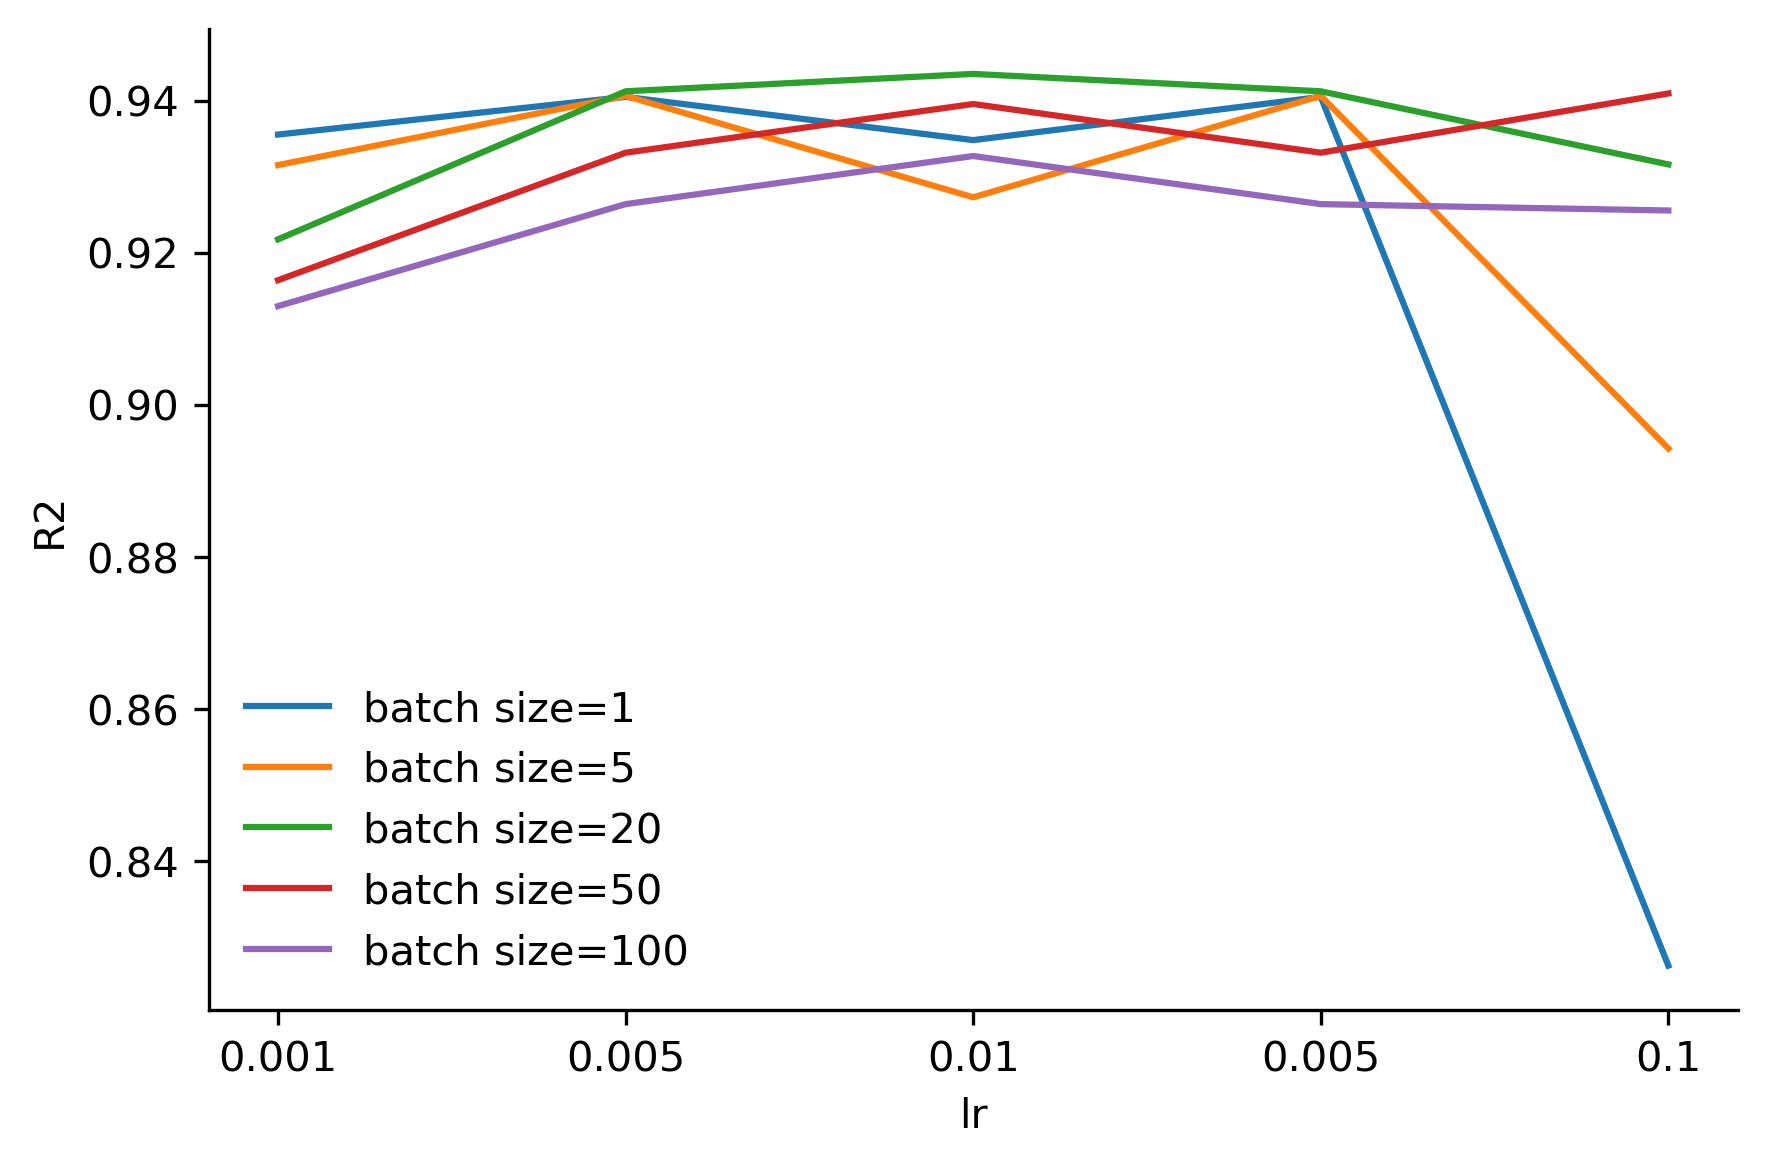 0.94
0.92
0.90
0.88
0.86
0.84
R2
batch size=1
batch size=5
batch size=20
batch size=50
batch size=100
0.001 0.005 0.01 0.005 0.1
lr